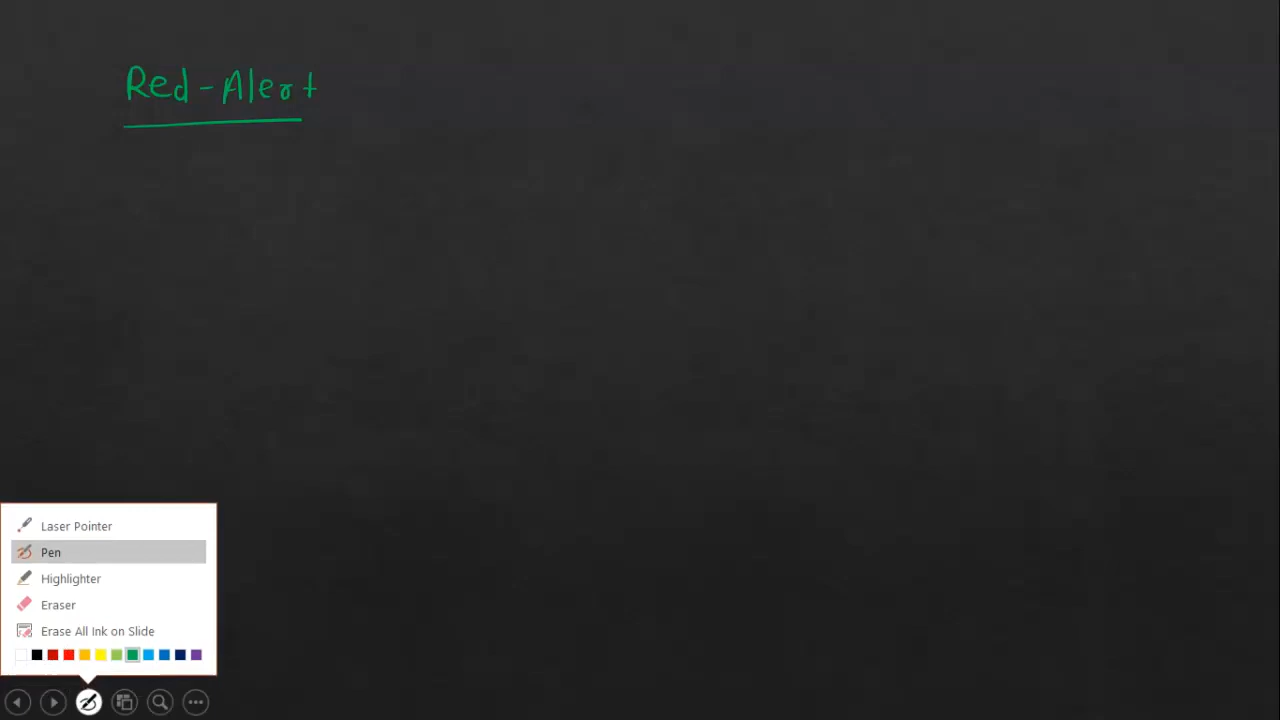 Red-Alert
Laser Pointer
Pen
Highlighter
Eraser
Erase All Ink on Slide